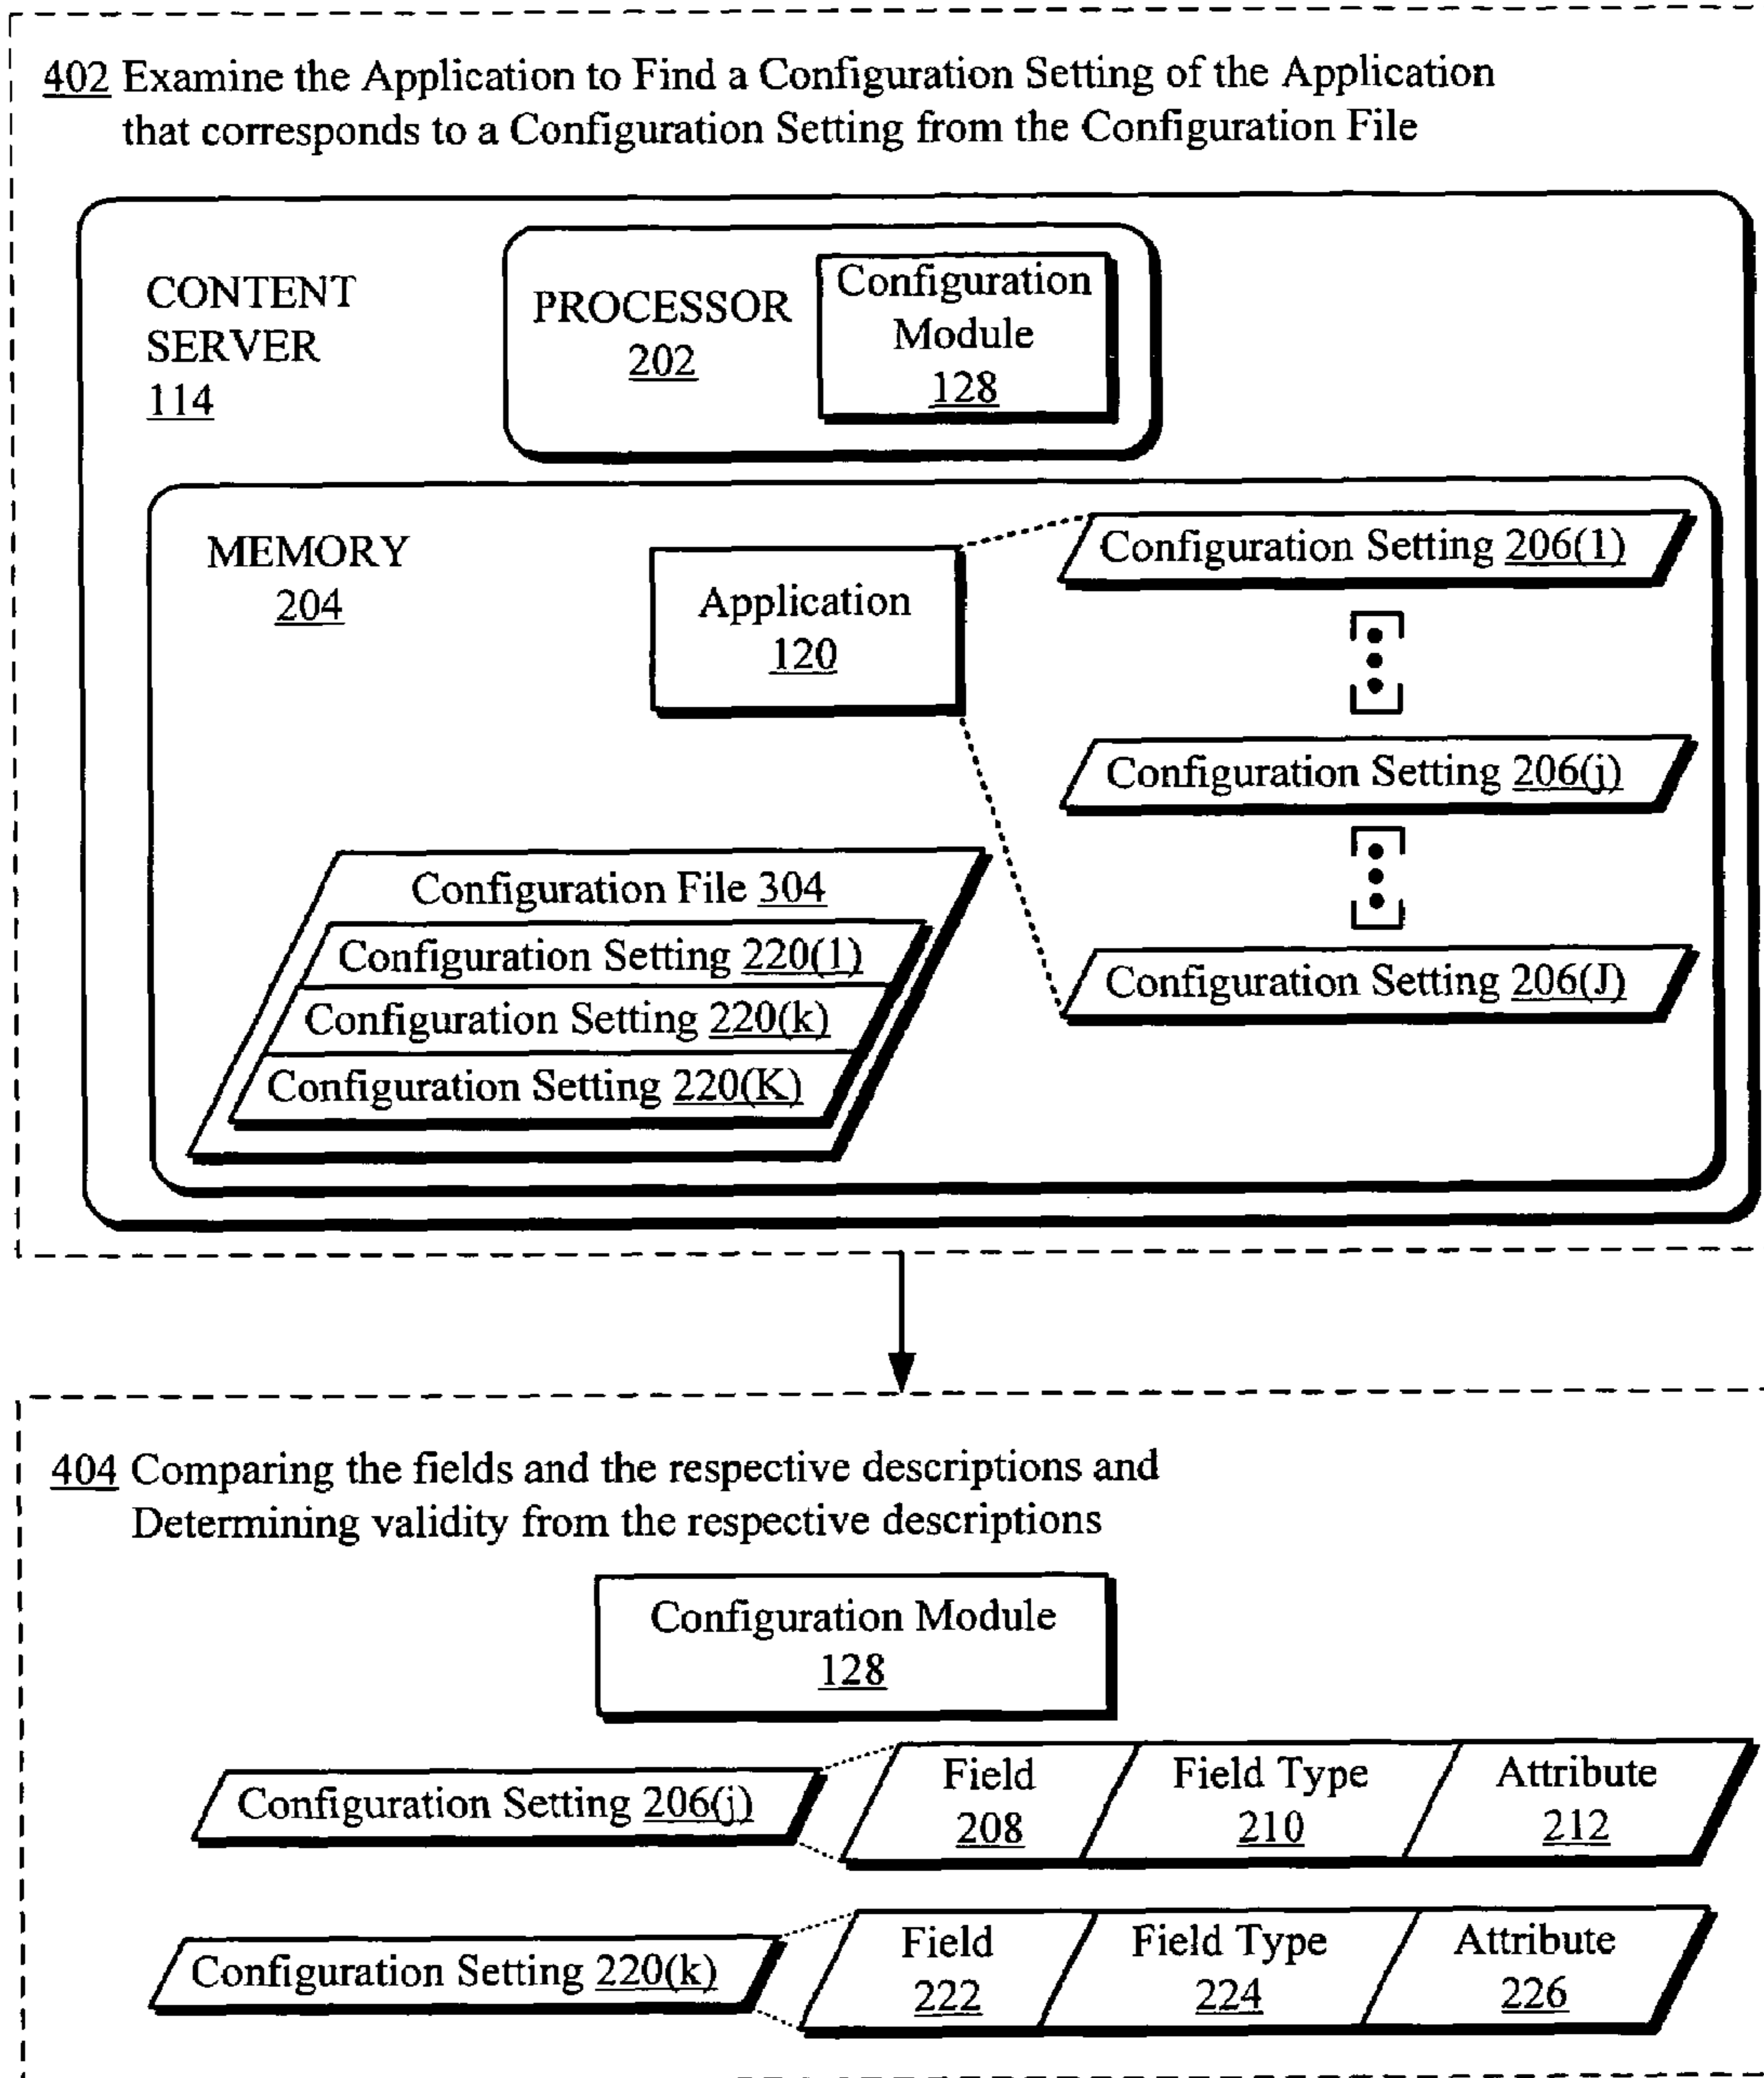 402 Examine the Application to Find a Configuration Setting of the Application
that corresponds to a Configuration Setting from the Configuration File
CONTENT
SERVER
114
PROCESSOR
202
Configuration
Module
128
MEMORY
204
Application
120
Configuration Setting 206(1)
Configuration Setting 206(j)
Configuration Setting 206(J)
Configuration File 304
Configuration Setting 220(1)
Configuration Setting 220(k)
Configuration Setting 220(K)
404 Comparing the fields and the respective descriptions and
Determining validity from the respective descriptions
Configuration Module
128
Configuration Setting 206(j)
Field
208
Field Type
210
Attribute
212
Configuration Setting 220(k)
Field
222
Field Type
224
Attribute
226